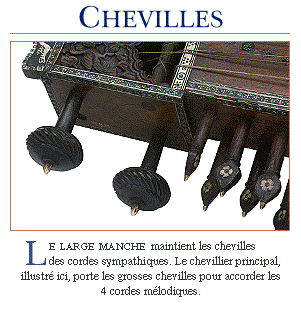 CHEVILLES
LE LARGE MANCHE maintient les chevilles
des cordes sympathiques. Le chevillier principal,
illustré ici, porte les grosses chevilles pour accorder les
4 cordes mélodiques.